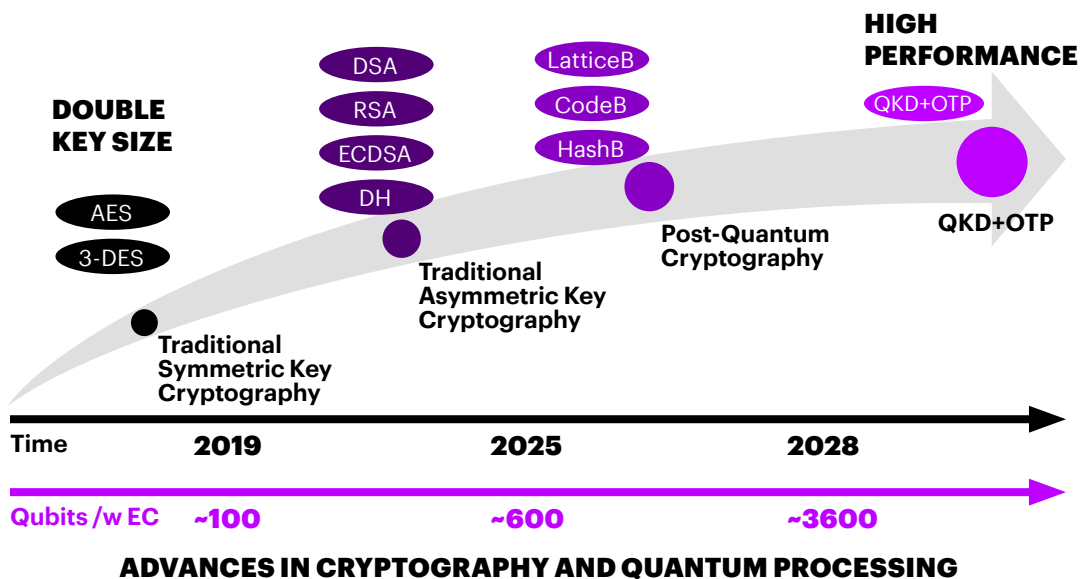 DOUBLE
KEY SIZE
AES
3-DES
Traditional
Symmetric Key
Cryptography
DSA
RSA
ECDSA
DH
Traditional
Asymmetric Key
Cryptography
LatticeB
CodeB
HashB
Post-Quantum
Cryptography
HIGH
PERFORMANCE
QKD+OTP
QKD+OTP
Time 2019 2025 2028
Qubits /w EC ~100 ~600 ~3600
ADVANCES IN CRYPTOGRAPHY AND QUANTUM PROCESSING